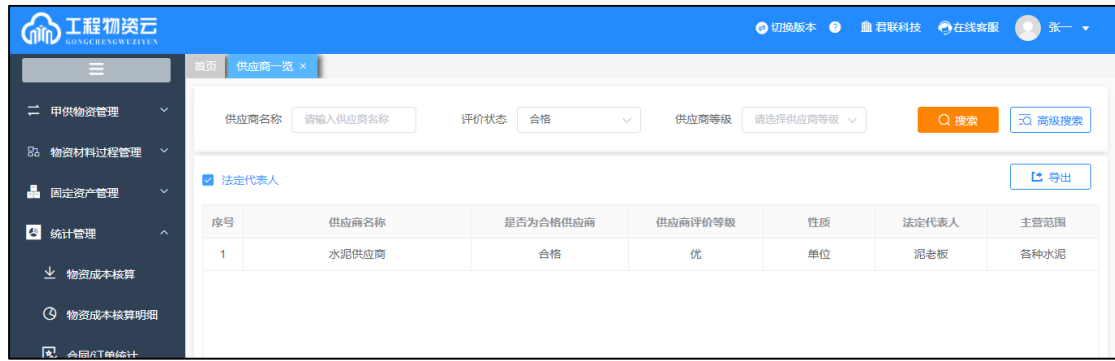 工程物资云
GONGCHENGWUZIYUN
切换版本 ? 君联科技 在线客服 张一
首页 供应商一览 ×
甲供物资管理
物资材料过程管理
固定资产管理
统计管理
物资成本核算
物资成本核算明细
合同/订单统计
供应商名称 请输入供应商名称 评价状态 合格 供应商等级 请选择供应商等级 搜索 高级搜索
法定代表人 导出
序号 供应商名称 是否为合格供应商 供应商评价等级 性质 法定代表人 主营范围
1 水泥供应商 合格 优 单位 泥老板 各种水泥